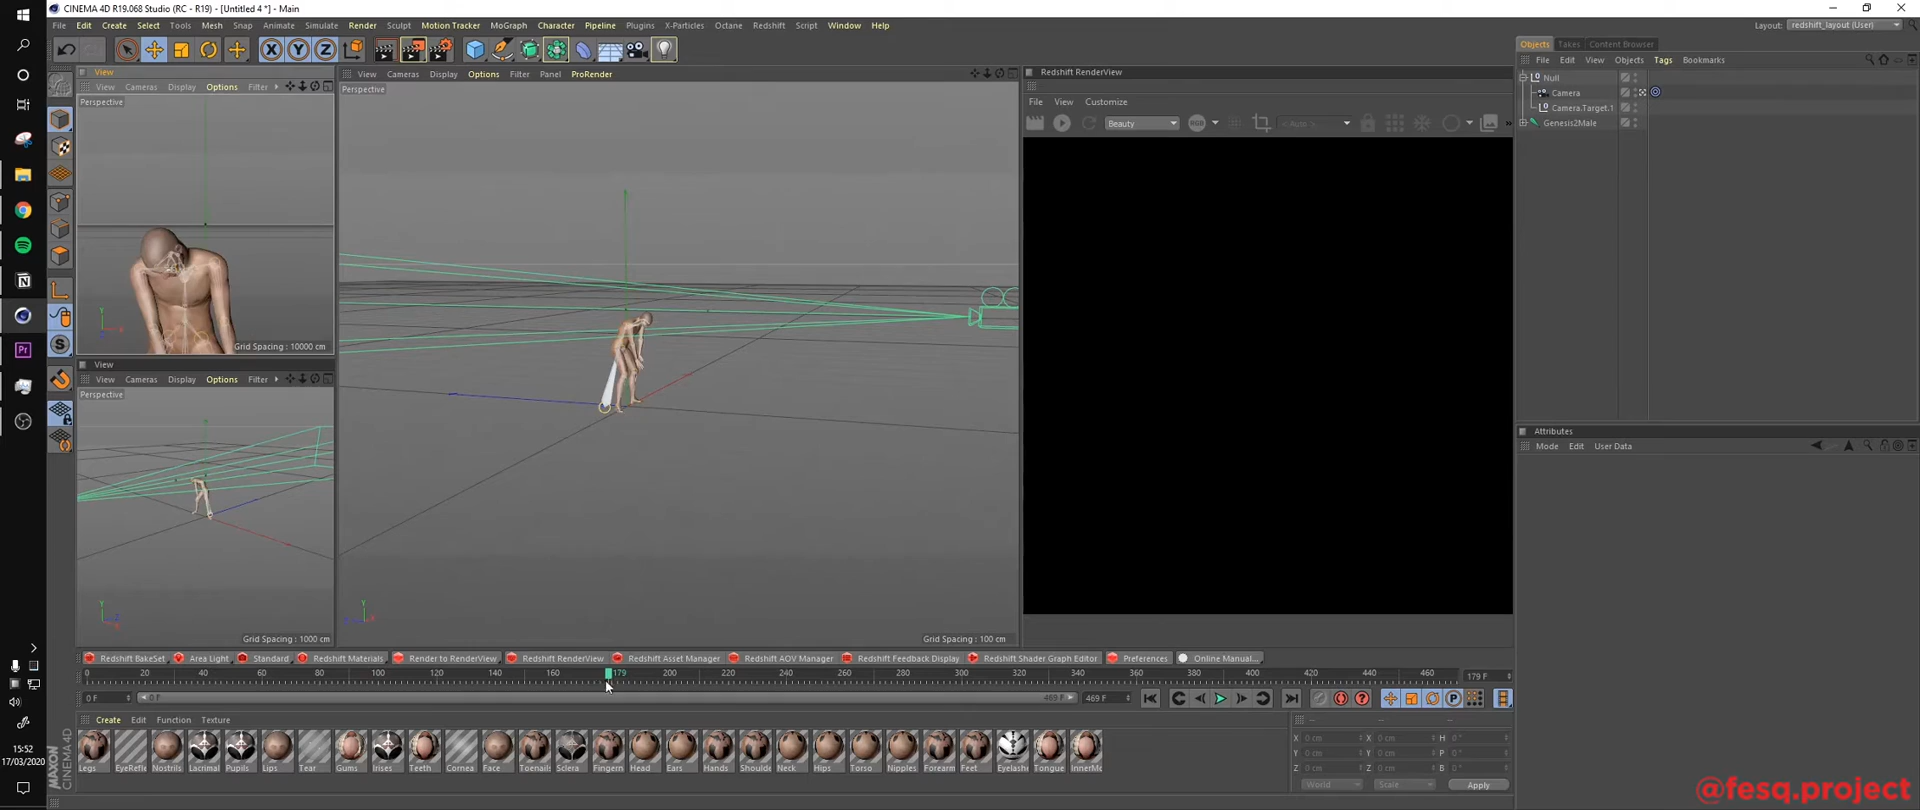 CINEMA 4D R19.068 Studio (RC - R19) - [Untitled 4 *] - Main
File Edit Create Select Tools Mesh Snap Animate Simulate Render Sculpt Motion Tracker MoGraph Character Pipeline Plugins X-Particles Octane Redshift Script Window Help
Layout: redshift_layout (User)
Objects Takes Content Browser
File Edit View Objects Tags Bookmarks
Null
Camera
Camera.Target.1
Genesis2Male
View
View Cameras Display Options Filter
Perspective
Grid Spacing : 10000 cm
View
View Cameras Display Options Filter
Perspective
Grid Spacing : 1000 cm
View Cameras Display Options Filter Panel ProRender
Perspective
Grid Spacing : 100 cm
Redshift RenderView
File View Customize
Beauty RGB < Auto >
Attributes
Mode Edit User Data
Redshift BakeSet Area Light Standard Redshift Materials Render to RenderView Redshift RenderView Redshift Asset Manager Redshift AOV Manager Redshift Feedback Display Redshift Shader Graph Editor Preferences Online Manual...
0 20 40 60 80 100 120 140 160 179 200 220 240 260 280 300 320 340 360 380 400 420 440 460 179 F
0 F 0 F 469 F 469 F
Create Edit Function Texture
Legs EyeRefle Nostrils Lacrimal Pupils Lips Tear Gums Irises Teeth Cornea Face Toenail Sclera Fingern Head Ears Hands Shoulde Neck Hips Torso Nipples Forearm Feet Eyelash Tongue InnerMo
X 0 cm X 0 cm H 0 °
Y 0 cm Y 0 cm P 0 °
Z 0 cm Z 0 cm B 0 °
World Scale Apply
MAXON
CINEMA 4D
15:52
17/03/2020
@fesq.project